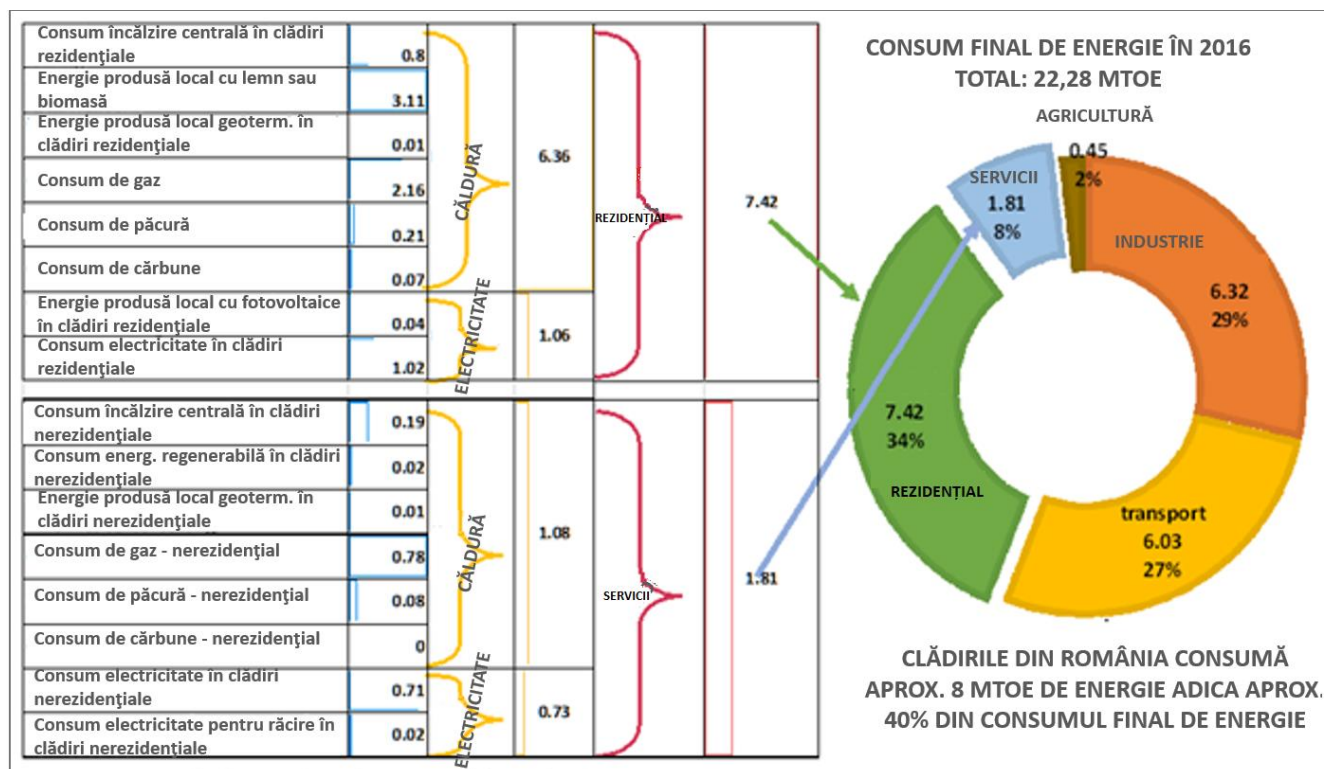 Consum încălzire centrală în clădiri
rezidențiale
0.8
Energie produsă local cu lemn sau
biomasă
3.11
Energie produsă local geoterm. în
clădiri rezidențiale
0.01
Consum de gaz
2.16
Consum de păcură
0.21
Consum de cărbune
0.07
CĂLDURĂ
6.36
Energie produsă local cu fotovoltaice
în clădiri rezidențiale
0.04
Consum electricitate în clădiri
rezidențiale
1.02
ELECTRICITATE
1.06
REZIDENȚIAL
7.42
Consum încălzire centrală în clădiri
nerezidențiale
0.19
Consum energ. regenerabilă în clădiri
nerezidențiale
0.02
Energie produsă local geoterm. în
clădiri nerezidențiale
0.01
Consum de gaz - nerezidențial
0.78
Consum de păcură - nerezidențial
0.08
Consum de cărbune - nerezidențial
0
CĂLDURĂ
1.08
Consum electricitate în clădiri
nerezidențiale
0.71
Consum electricitate pentru răcire în
clădiri nerezidențiale
0.02
ELECTRICITATE
0.73
SERVICII
1.81
CONSUM FINAL DE ENERGIE ÎN 2016
TOTAL: 22,28 MTOE
AGRICULTURĂ
0.45
2%
SERVICII
1.81
8%
INDUSTRIE
6.32
29%
7.42
34%
REZIDENȚIAL
transport
6.03
27%
CLĂDIRILE DIN ROMÂNIA CONSUMĂ
APROX. 8 MTOE DE ENERGIE ADICA APROX.
40% DIN CONSUMUL FINAL DE ENERGIE